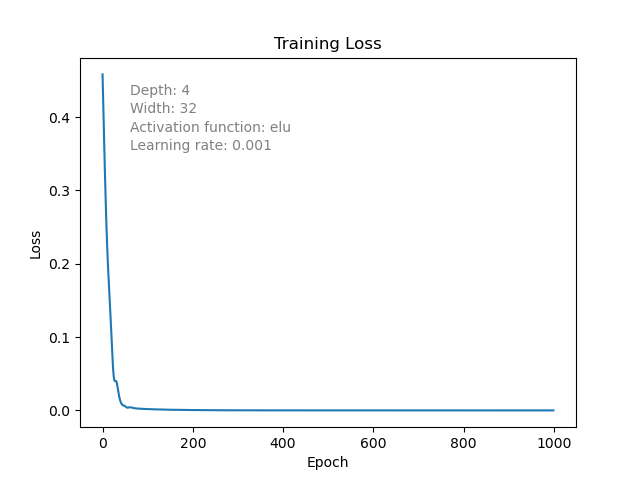 Training Loss
Depth: 4
Width: 32
Activation function: elu
Learning rate: 0.001
0.4
0.3
0.2
0.1
0.0
Loss
0 200 400 600 800 1000
Epoch